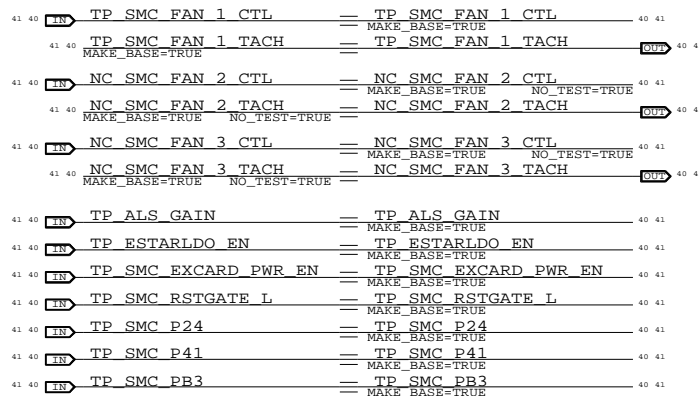 41 40 IN TP_SMC_FAN_1_CTL TP_SMC_FAN_1_CTL 40 41
MAKE_BASE=TRUE
41 40 TP_SMC_FAN_1_TACH TP_SMC_FAN_1_TACH OUT 40 4
MAKE_BASE=TRUE
41 40 IN NC_SMC_FAN_2_CTL NC_SMC_FAN_2_CTL 40 41
MAKE_BASE=TRUE NO_TEST=TRUE
41 40 NC_SMC_FAN_2_TACH NC_SMC_FAN_2_TACH OUT 40 4
MAKE_BASE=TRUE NO_TEST=TRUE
41 40 IN NC_SMC_FAN_3_CTL NC_SMC_FAN_3_CTL 40 41
MAKE_BASE=TRUE NO_TEST=TRUE
41 40 NC_SMC_FAN_3_TACH NC_SMC_FAN_3_TACH OUT 40 4
MAKE_BASE=TRUE NO_TEST=TRUE
41 40 IN TP_ALS_GAIN TP_ALS_GAIN 40 41
MAKE_BASE=TRUE
41 40 IN TP_ESTARLDO_EN TP_ESTARLDO_EN 40 41
MAKE_BASE=TRUE
41 40 IN TP_SMC_EXCARD_PWR_EN TP_SMC_EXCARD_PWR_EN 40 41
MAKE_BASE=TRUE
41 40 IN TP_SMC_RSTGATE_L TP_SMC_RSTGATE_L 40 41
MAKE_BASE=TRUE
41 40 IN TP_SMC_P24 TP_SMC_P24 40 41
MAKE_BASE=TRUE
41 40 IN TP_SMC_P41 TP_SMC_P41 40 41
MAKE_BASE=TRUE
41 40 IN TP_SMC_PB3 TP_SMC_PB3 40 41
MAKE_BASE=TRUE